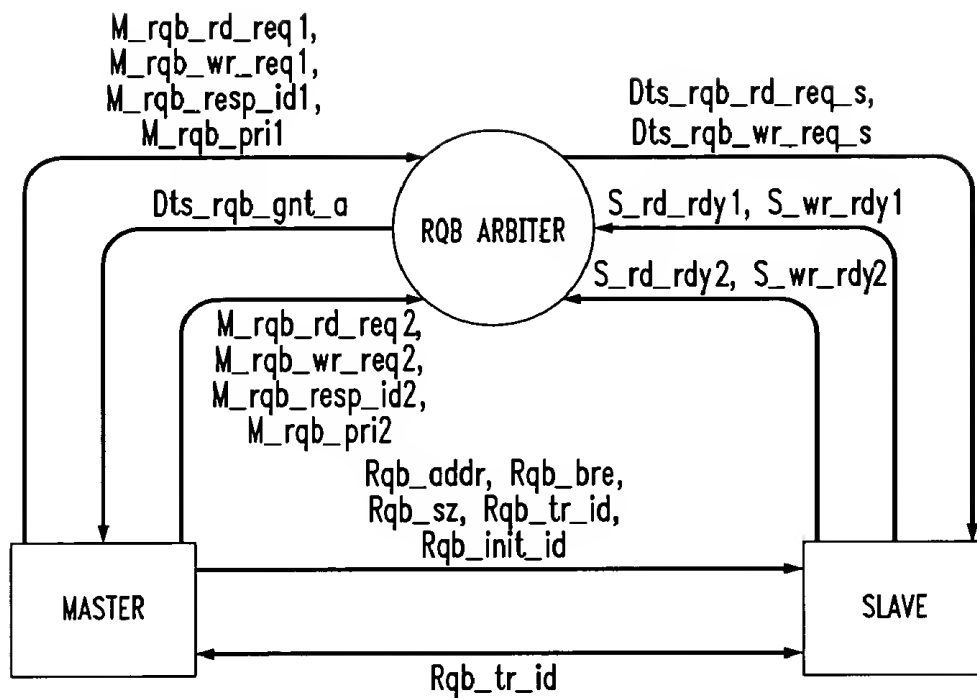 M_rqb_rd_req1,
M_rqb_wr_req1,
M_rqb_resp_id1,
M_rqb_pri1
Dts_rqb_rd_req_s,
Dts_rqb_wr_req_s
Dts_rqb_gnt_a
RQB ARBITER
S_rd_rdy1, S_wr_rdy1
S_rd_rdy2, S_wr_rdy2
M_rqb_rd_req2,
M_rqb_wr_req2,
M_rqb_resp_id2,
M_rqb_pri2
Rqb_addr, Rqb_bre,
Rqb_sz, Rqb_tr_id,
Rqb_init_id
MASTER
SLAVE
Rqb_tr_id